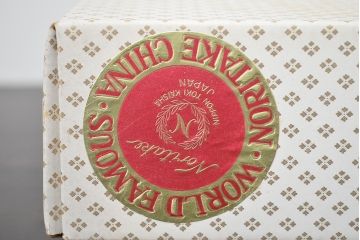 WORLD FAMOUS · NORITAKE CHINA ·
Noritake
N
NIPPON TOKI KAISHA
JAPAN